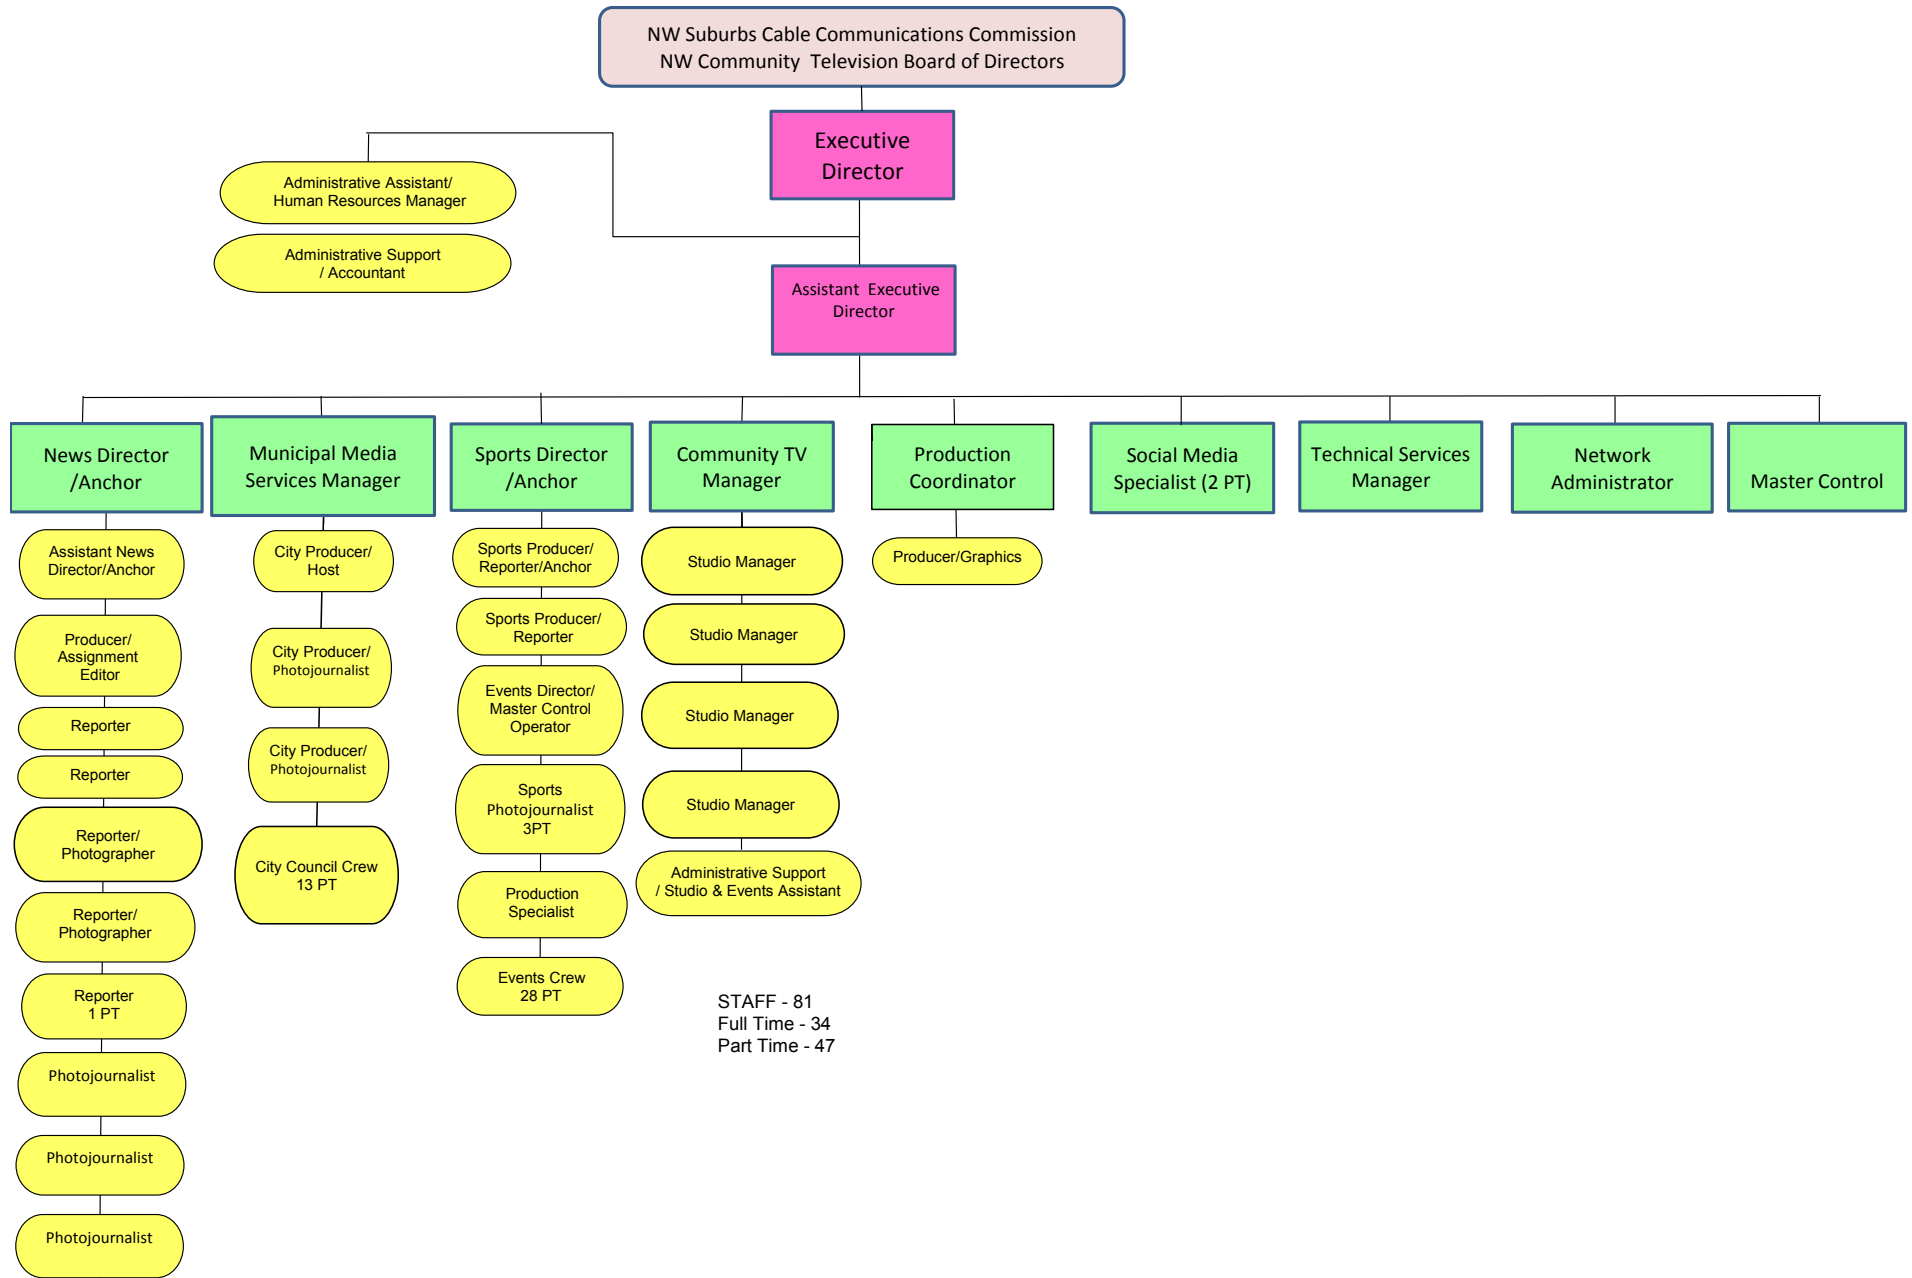 NW Suburbs Cable Communications Commission
NW Community Television Board of Directors
Executive
Director
Administrative Assistant/
Human Resources Manager
Administrative Support
/ Accountant
Assistant Executive
Director
News Director
/Anchor
Municipal Media
Services Manager
Sports Director
/Anchor
Community TV
Manager
Production
Coordinator
Social Media
Specialist (2 PT)
Technical Services
Manager
Network
Administrator
Master Control
Assistant News
Director/Anchor
Producer/
Assignment
Editor
Reporter
Reporter
Reporter/
Photographer
Reporter/
Photographer
Reporter
1 PT
Photojournalist
Photojournalist
Photojournalist
City Producer/
Host
City Producer/
Photojournalist
City Producer/
Photojournalist
City Council Crew
13 PT
Sports Producer/
Reporter/Anchor
Sports Producer/
Reporter
Events Director/
Master Control
Operator
Sports
Photojournalist
3PT
Production
Specialist
Events Crew
28 PT
Studio Manager
Studio Manager
Studio Manager
Studio Manager
Administrative Support
/ Studio & Events Assistant
Producer/Graphics
STAFF - 81
Full Time - 34
Part Time - 47